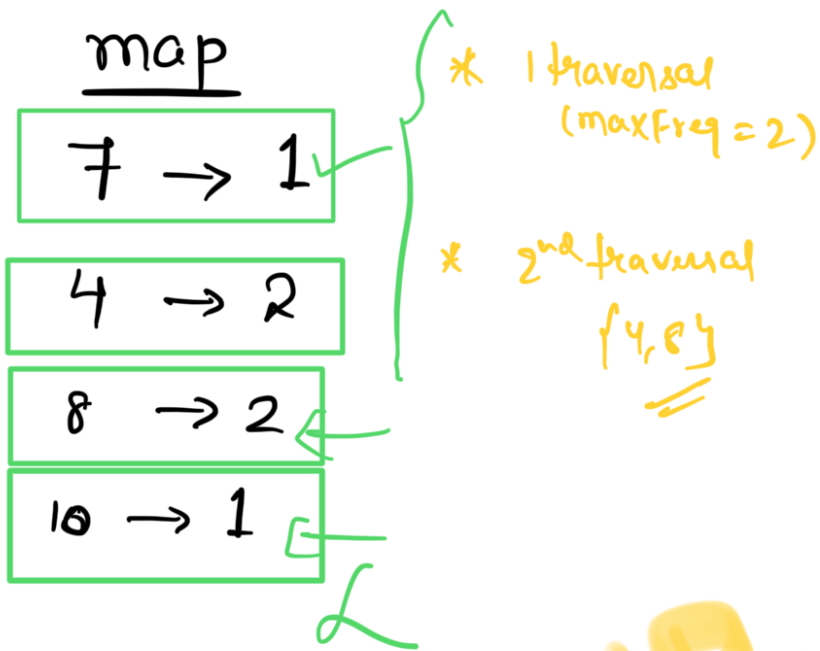 map
7 → 1
4 → 2
8 → 2
10 → 1
* 1 traversal
(maxFreq = 2)
* 2nd traversal
{4,8}